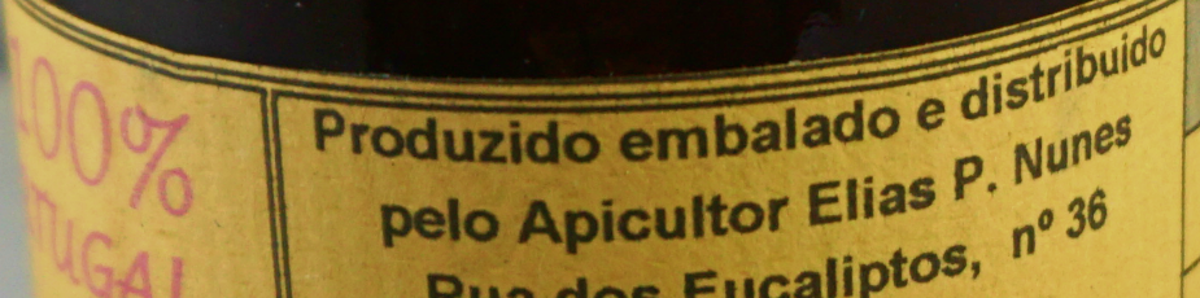 100%
Produzido embalado e distribuido
pelo Apicultor Elias P. Nunes
Rua dos Eucaliptos, nº 36